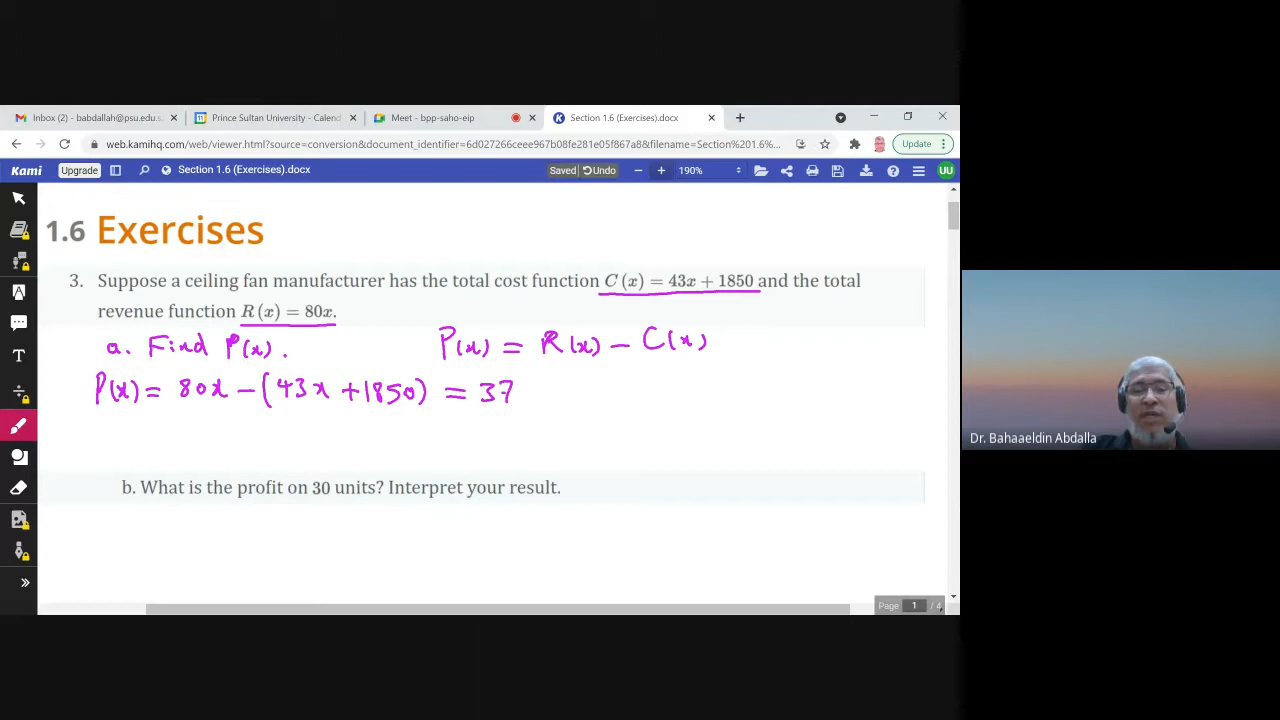 Inbox (2) - babdallah@psu.edu.s
Prince Sultan University - Calend
Meet - bpp-saho-eip
Section 1.6 (Exercises).docx
web.kamihq.com/web/viewer.html?source=conversion&document_identifier=6d027266ceee967b08fe281e05f867a8&filename=Section%201.6%...
Update
Kami
Upgrade
Section 1.6 (Exercises).docx
Saved
Undo
190%
UU
1.6 Exercises
3. Suppose a ceiling fan manufacturer has the total cost function C (x) = 43x + 1850 and the total
revenue function R (x) = 80x.
a. Find P(x). P(x) = R(x) - C(x)
P(x) = 80x - (43x + 1850) = 37
b. What is the profit on 30 units? Interpret your result.
Page 1 / 4
Dr. Bahaaeldin Abdalla